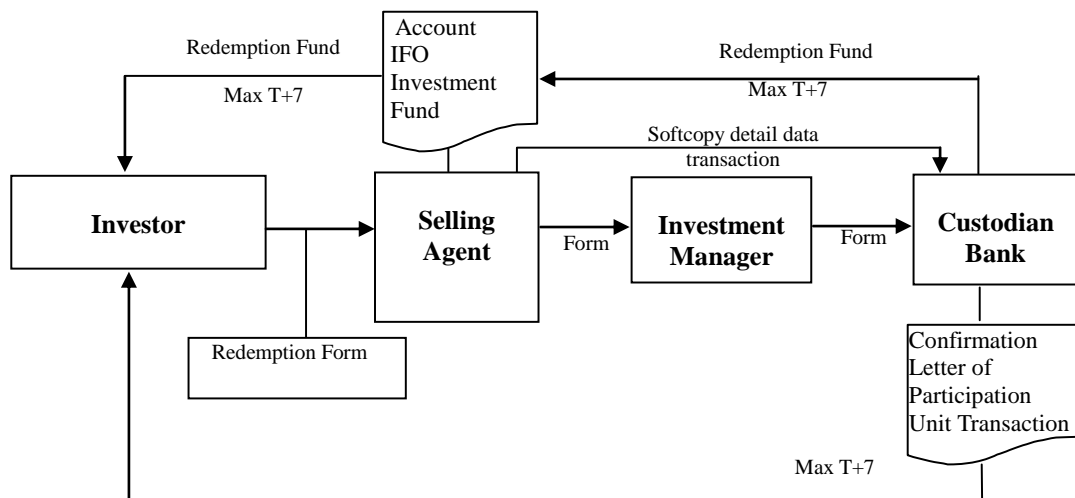 Redemption Fund
Max T+7
Account
IFO
Investment
Fund
Redemption Fund
Max T+7
Softcopy detail data
transaction
Investor
Selling
Agent
Form
Investment
Manager
Form
Custodian
Bank
Redemption Form
Confirmation
Letter of
Participation
Unit Transaction
Max T+7